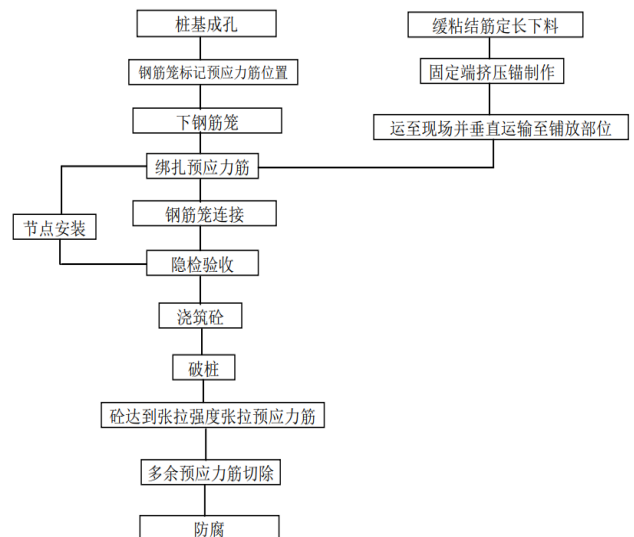 桩基成孔
缓粘结筋定长下料
钢筋笼标记预应力筋位置
固定端挤压锚制作
下钢筋笼
运至现场并垂直运输至铺放部位
绑扎预应力筋
钢筋笼连接
节点安装
隐检验收
浇筑砼
破桩
砼达到张拉强度张拉预应力筋
多余预应力筋切除
防腐